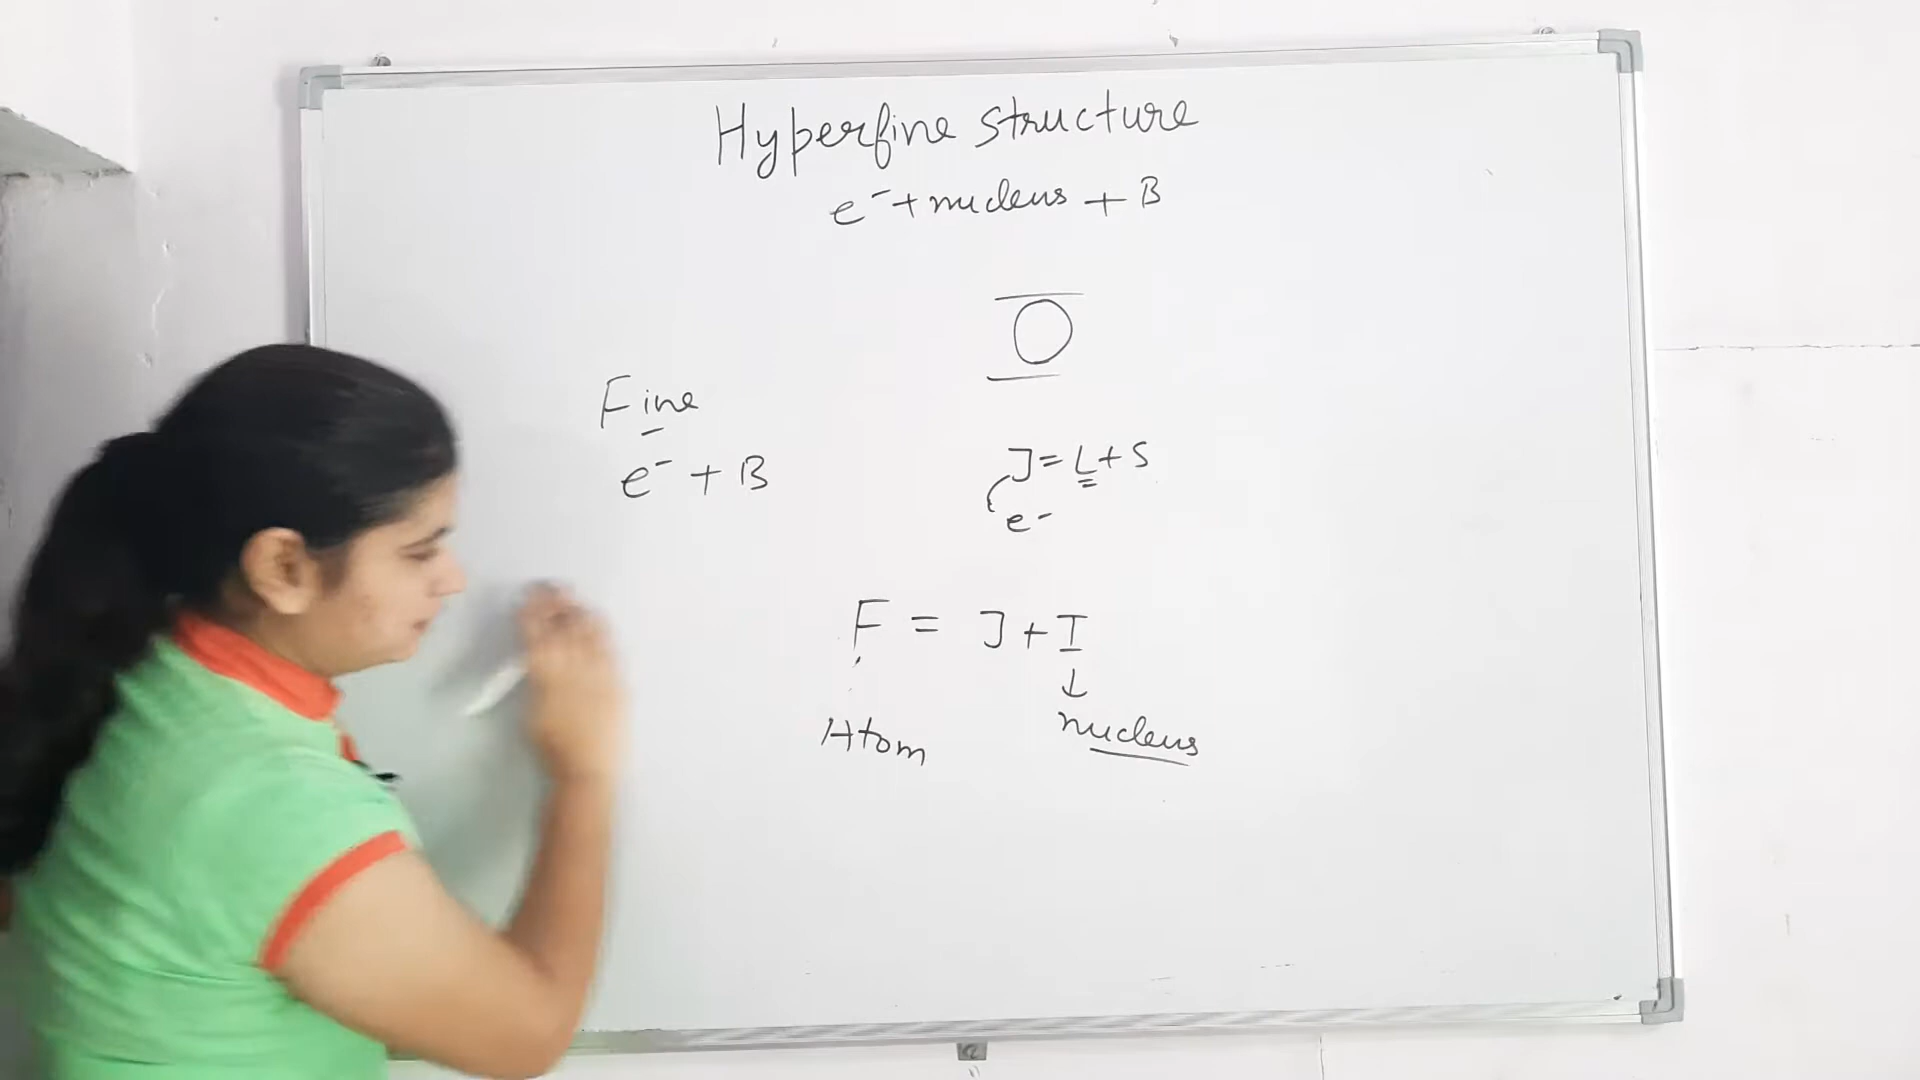 Hyperfine structure
e⁻ + nucleus + B
Fine
e⁻ + B
J = L + S
e⁻
F = J + I
↓
Atom
nucleus